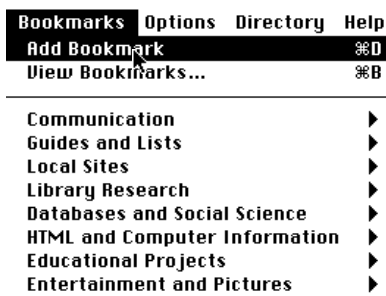 Bookmarks Options Directory Help
Add Bookmark ⌘D
View Bookmarks... ⌘B
Communication
Guides and Lists
Local Sites
Library Research
Databases and Social Science
HTML and Computer Information
Educational Projects
Entertainment and Pictures